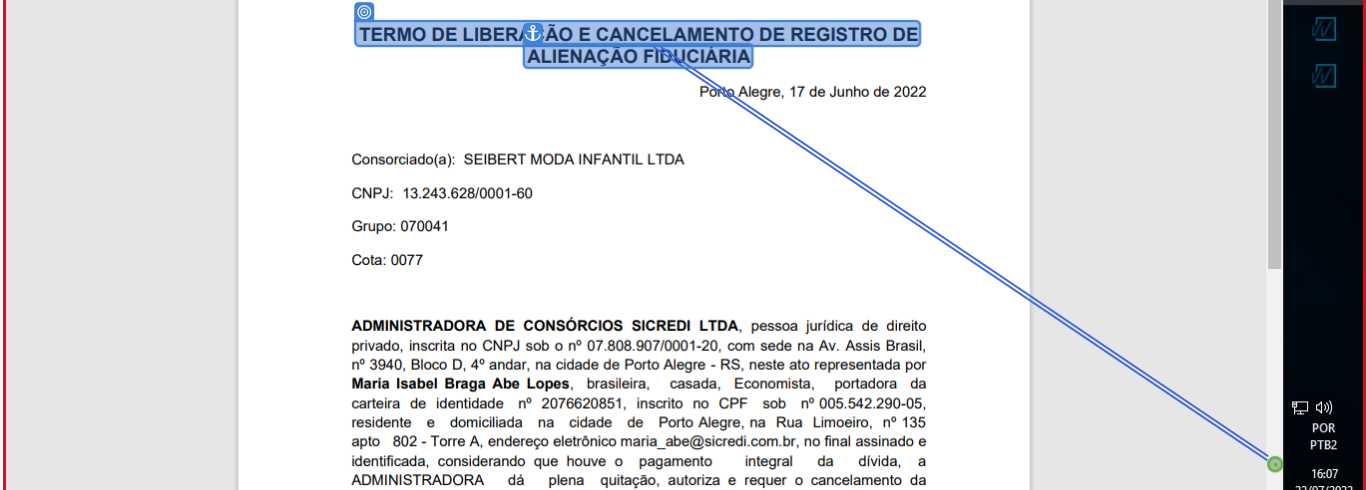 TERMO DE LIBERAÇÃO E CANCELAMENTO DE REGISTRO DE
ALIENAÇÃO FIDUCIÁRIA
Porto Alegre, 17 de Junho de 2022
Consorciado(a): SEIBERT MODA INFANTIL LTDA
CNPJ: 13.243.628/0001-60
Grupo: 070041
Cota: 0077
ADMINISTRADORA DE CONSÓRCIOS SICREDI LTDA, pessoa jurídica de direito
privado, inscrita no CNPJ sob o nº 07.808.907/0001-20, com sede na Av. Assis Brasil,
nº 3940, Bloco D, 4º andar, na cidade de Porto Alegre - RS, neste ato representada por
Maria Isabel Braga Abe Lopes, brasileira, casada, Economista, portadora da
carteira de identidade nº 2076620851, inscrito no CPF sob nº 005.542.290-05,
residente e domiciliada na cidade de Porto Alegre, na Rua Limoeiro, nº 135
apto 802 - Torre A, endereço eletrônico maria_abe@sicredi.com.br, no final assinado e
identificada, considerando que houve o pagamento integral da dívida, a
ADMINISTRADORA dá plena quitação, autoriza e requer o cancelamento da
POR
PTB2
16:07
22/07/2022